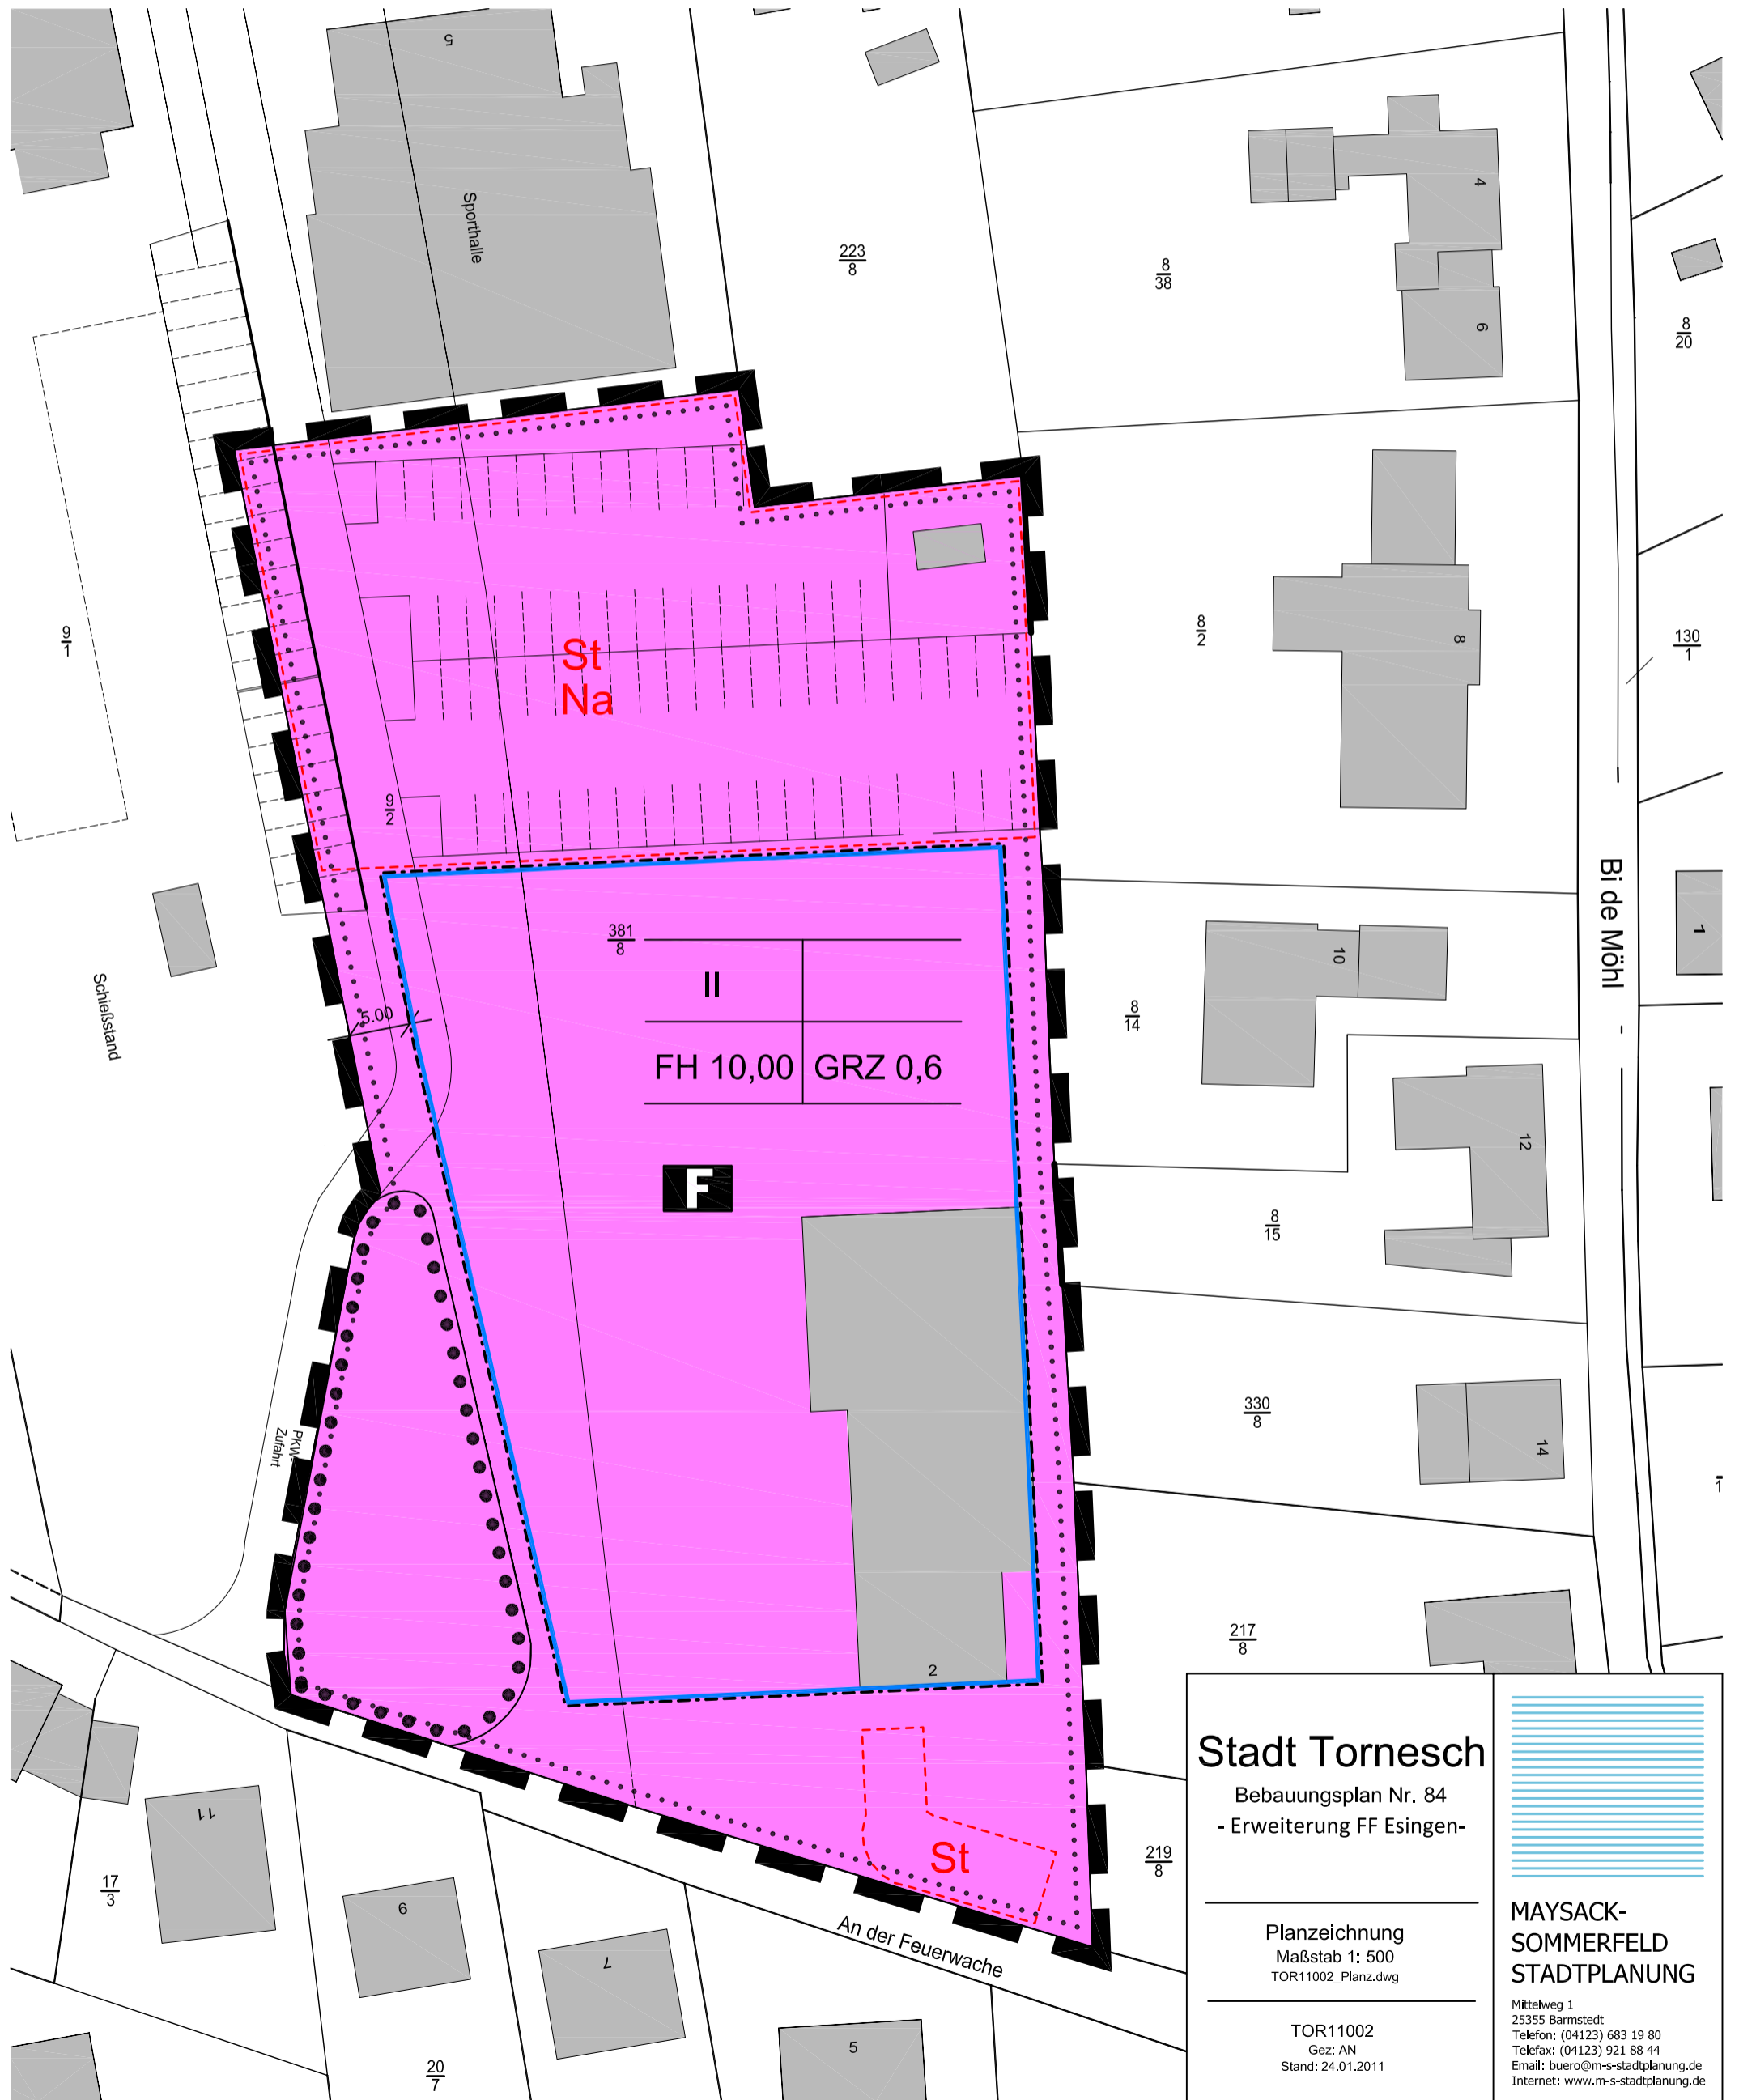 5
Sporthalle
223
8
8
38
4
6
8
20
9
1
St
Na
8
2
8
130
1
9
2
381
8
II
FH 10,00
GRZ 0,6
5.00
Schießstand
F
8
14
10
Bi de Möhl -
1
12
8
15
330
8
14
1
PKW-
Zufahrt
217
8
2
St
219
8
An der Feuerwache
11
17
3
9
7
5
20
7
Stadt Tornesch
Bebauungsplan Nr. 84
- Erweiterung FF Esingen-
Planzeichnung
Maßstab 1: 500
TOR11002_Planz.dwg
TOR11002
Gez: AN
Stand: 24.01.2011
MAYSACK-
SOMMERFELD
STADTPLANUNG
Mittelweg 1
25355 Barmstedt
Telefon: (04123) 683 19 80
Telefax: (04123) 921 88 44
Email: buero@m-s-stadtplanung.de
Internet: www.m-s-stadtplanung.de